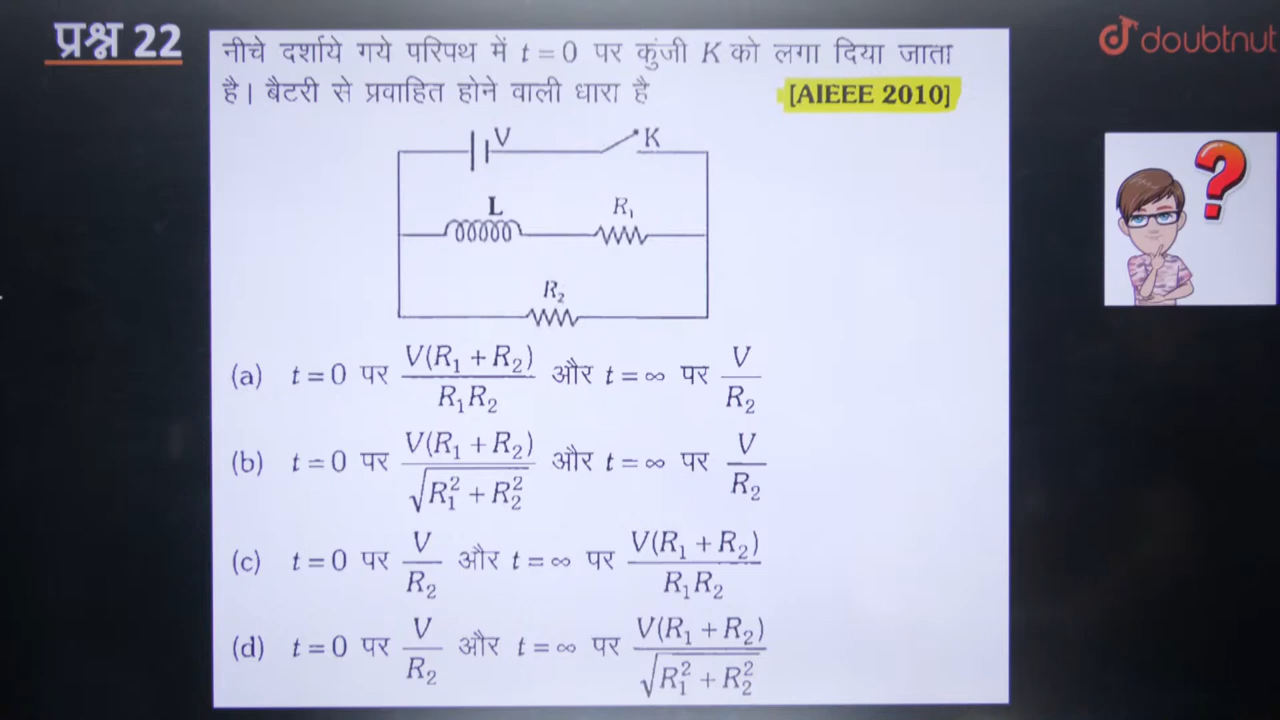 प्रश्न 22
doubtnut
नीचे दर्शाये गये परिपथ में t = 0 पर कुंजी K को लगा दिया जाता
है। बैटरी से प्रवाहित होने वाली धारा है [AIEEE 2010]
V K
L R₁
R₂
(a) t = 0 पर V(R₁ + R₂) / R₁R₂ और t = ∞ पर V / R₂
(b) t = 0 पर V(R₁ + R₂) / √(R₁² + R₂²) और t = ∞ पर V / R₂
(c) t = 0 पर V / R₂ और t = ∞ पर V(R₁ + R₂) / R₁R₂
(d) t = 0 पर V / R₂ और t = ∞ पर V(R₁ + R₂) / √(R₁² + R₂²)